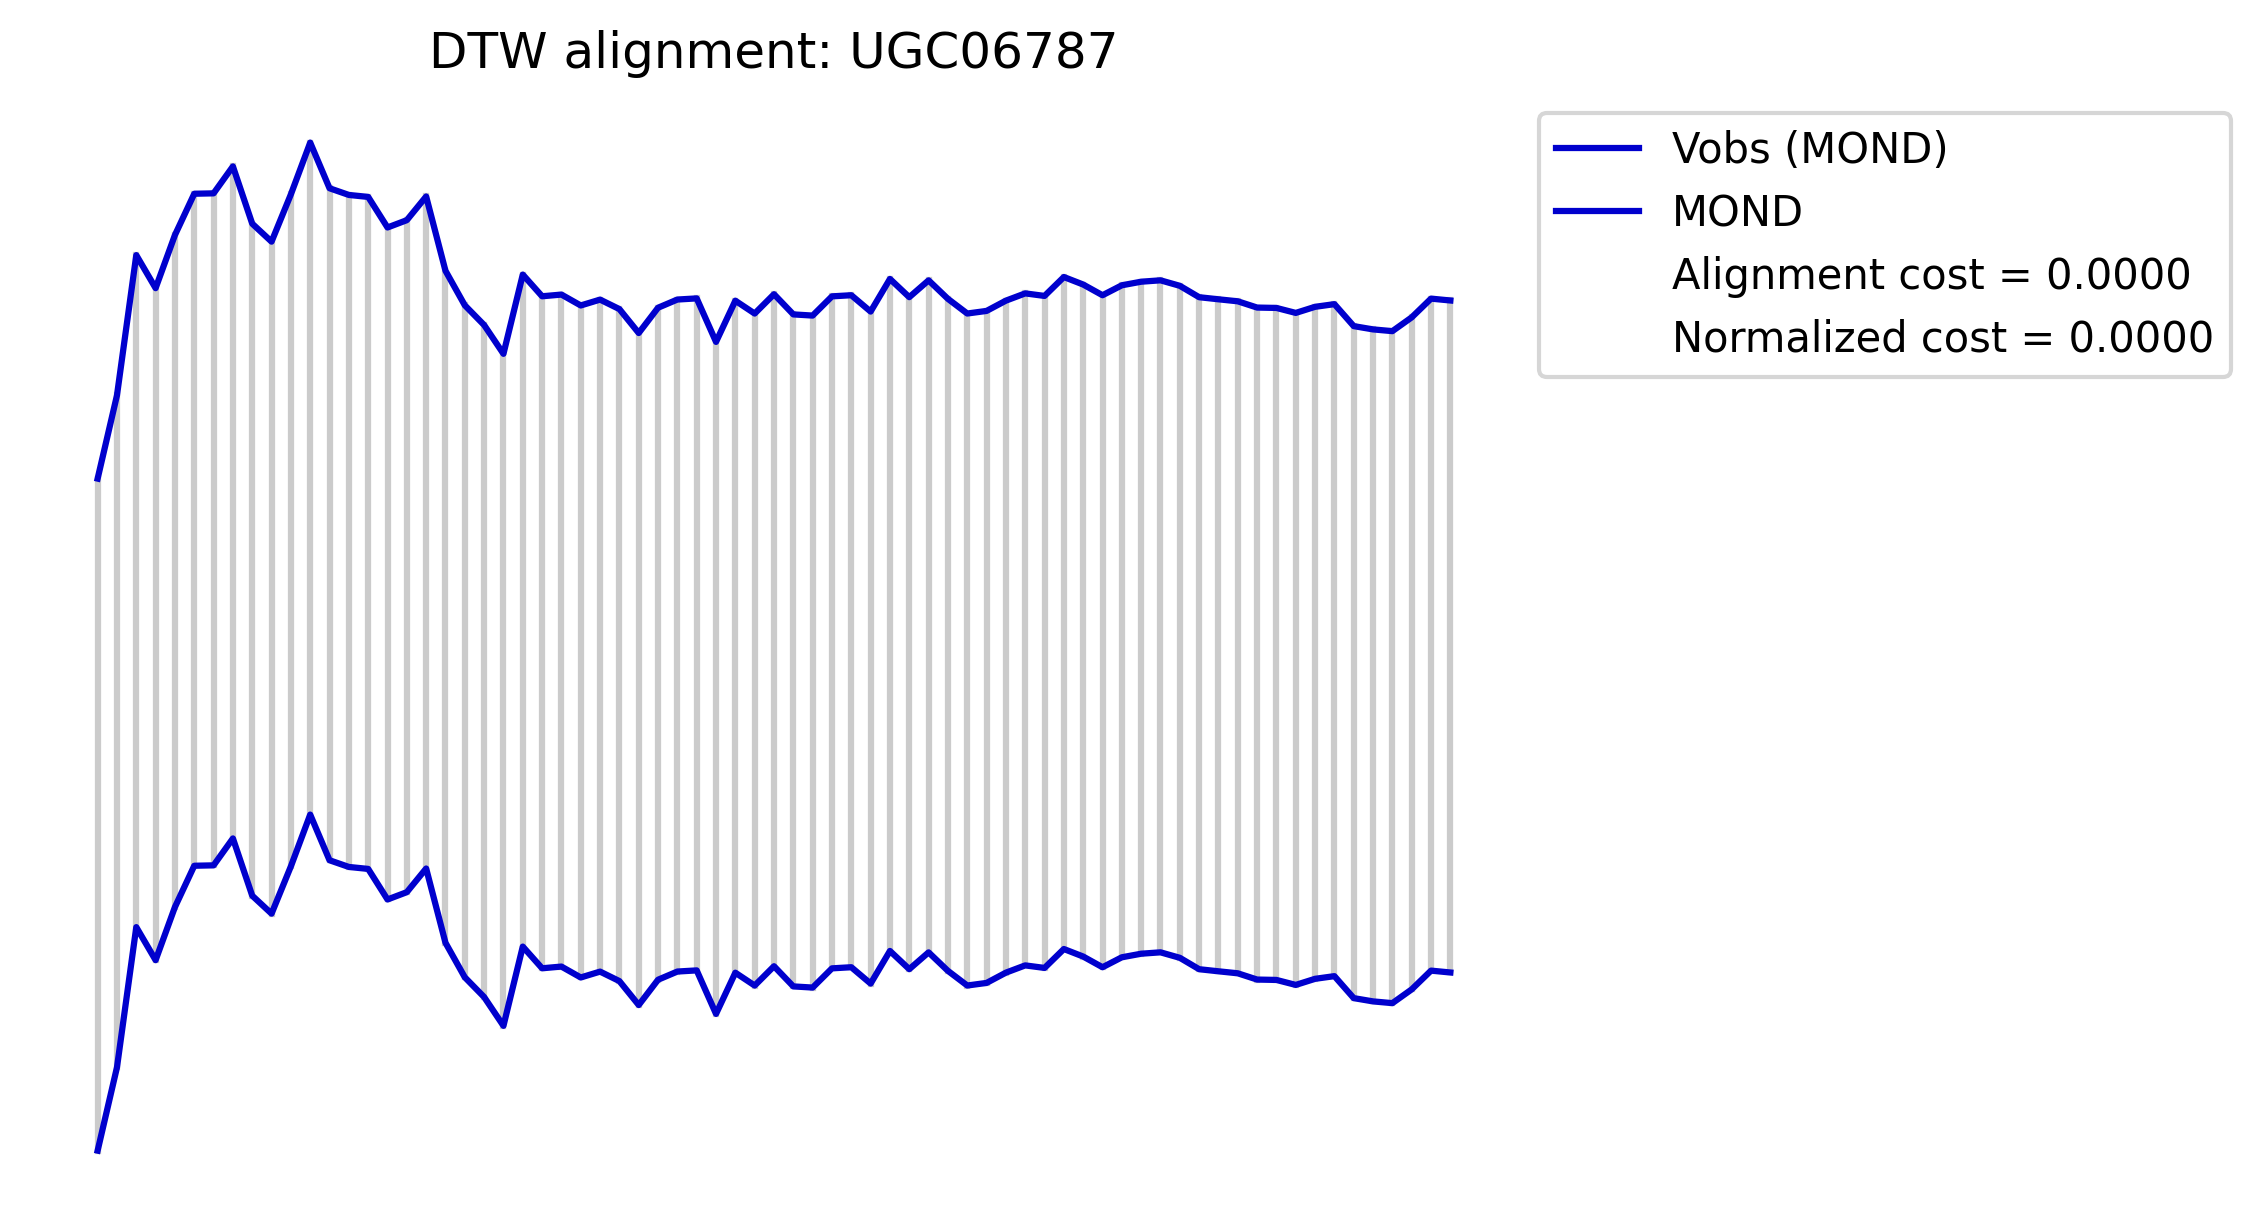 DTW alignment: UGC06787
Vobs (MOND)
MOND
Alignment cost = 0.0000
Normalized cost = 0.0000